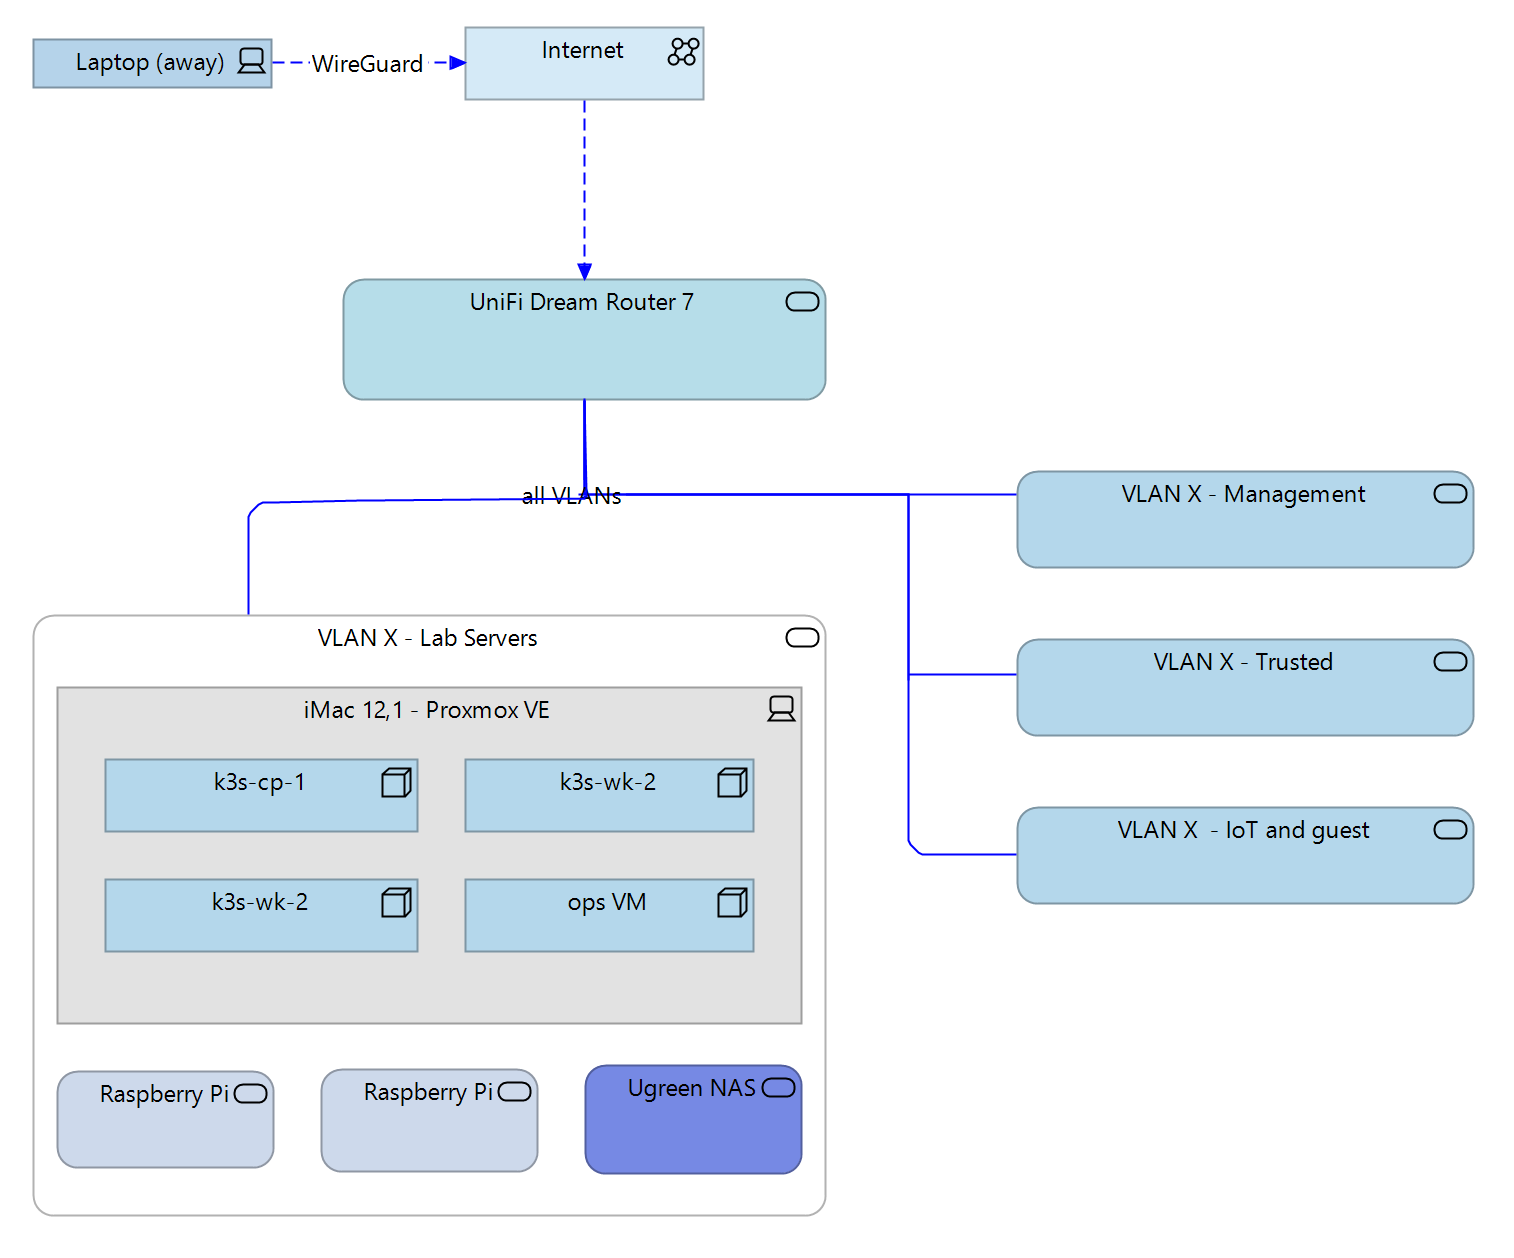 Laptop (away)
WireGuard
Internet
UniFi Dream Router 7
all VLANs
VLAN X - Management
VLAN X - Lab Servers
VLAN X - Trusted
iMac 12,1 - Proxmox VE
k3s-cp-1
k3s-wk-2
VLAN X  - IoT and guest
k3s-wk-2
ops VM
Raspberry Pi
Raspberry Pi
Ugreen NAS